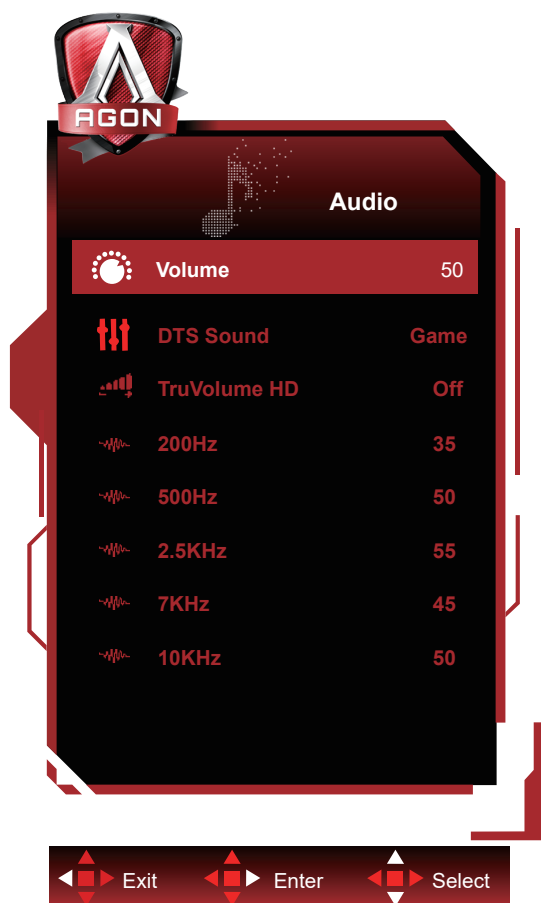 AGON
Audio
Volume 50
DTS Sound Game
TruVolume HD Off
200Hz 35
500Hz 50
2.5KHz 55
7KHz 45
10KHz 50
Exit Enter Select